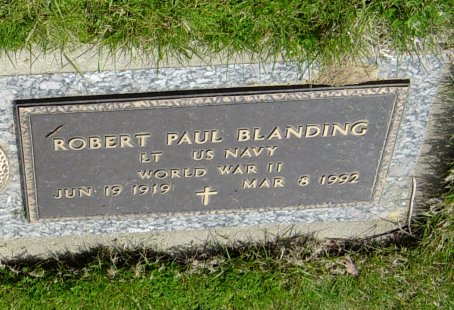 ROBERT PAUL BLANDING
LT US NAVY
WORLD WAR II
JUN 19 1919 MAR 8 1992